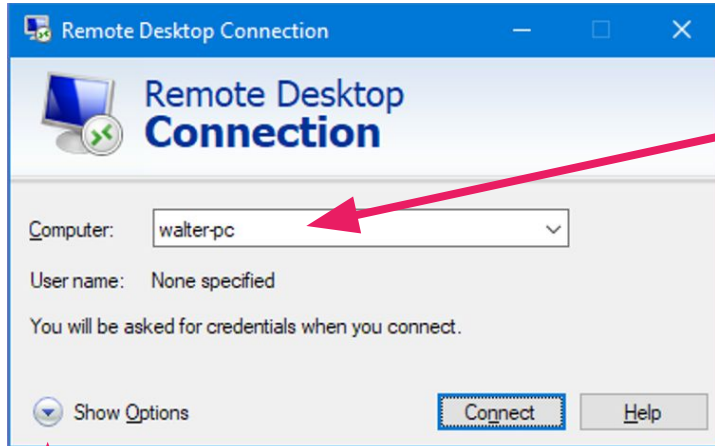 Remote Desktop Connection
Remote Desktop
Connection
Computer: walter-pc
User name: None specified
You will be asked for credentials when you connect.
Show Options Connect Help